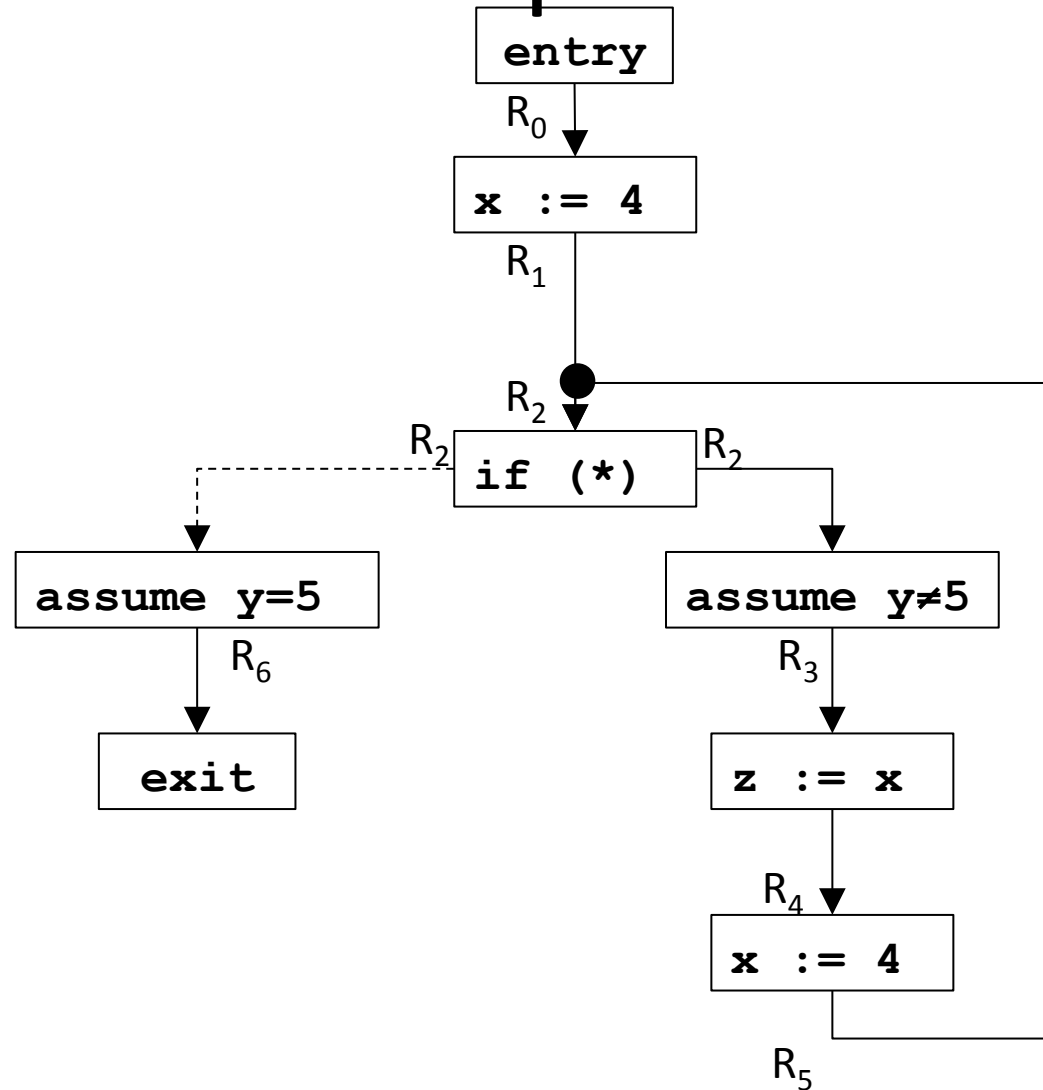 entry
R₀
x := 4
R₁
R₂
R₂
if (*)
R₂
assume y=5
assume y≠5
R₆
R₃
exit
z := x
R₄
x := 4
R₅